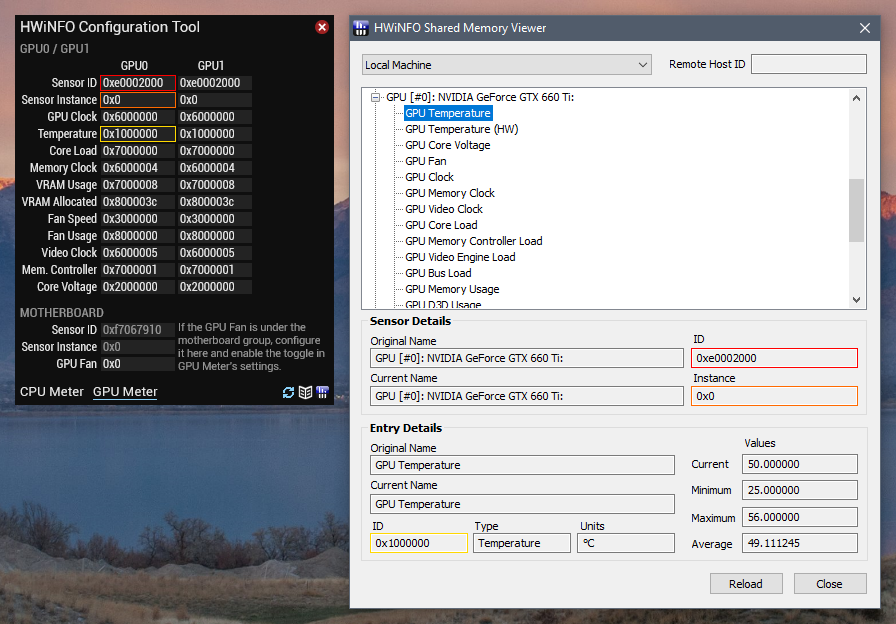 HWiNFO Configuration Tool
GPU0 / GPU1
GPU0 GPU1
Sensor ID 0xe0002000 0xe0002000
Sensor Instance 0x0 0x0
GPU Clock 0x6000000 0x6000000
Temperature 0x1000000 0x1000000
Core Load 0x7000000 0x7000000
Memory Clock 0x6000004 0x6000004
VRAM Usage 0x7000008 0x7000008
VRAM Allocated 0x800003c 0x800003c
Fan Speed 0x3000000 0x3000000
Fan Usage 0x8000000 0x8000000
Video Clock 0x6000005 0x6000005
Mem. Controller 0x7000001 0x7000001
Core Voltage 0x2000000 0x2000000
MOTHERBOARD
Sensor ID 0xf7067910
Sensor Instance 0x0
GPU Fan 0x0
If the GPU Fan is under the
motherboard group, configure
it here and enable the toggle in
GPU Meter's settings.
CPU Meter GPU Meter
HWiNFO Shared Memory Viewer
Local Machine
Remote Host ID
GPU [#0]: NVIDIA GeForce GTX 660 Ti:
GPU Temperature
GPU Temperature (HW)
GPU Core Voltage
GPU Fan
GPU Clock
GPU Memory Clock
GPU Video Clock
GPU Core Load
GPU Memory Controller Load
GPU Video Engine Load
GPU Bus Load
GPU Memory Usage
GPU D3D Usage
Sensor Details
Original Name
GPU [#0]: NVIDIA GeForce GTX 660 Ti:
ID
0xe0002000
Current Name
GPU [#0]: NVIDIA GeForce GTX 660 Ti:
Instance
0x0
Entry Details
Original Name
GPU Temperature
Current Name
GPU Temperature
ID Type Units
0x1000000 Temperature °C
Values
Current 50.000000
Minimum 25.000000
Maximum 56.000000
Average 49.111245
Reload Close